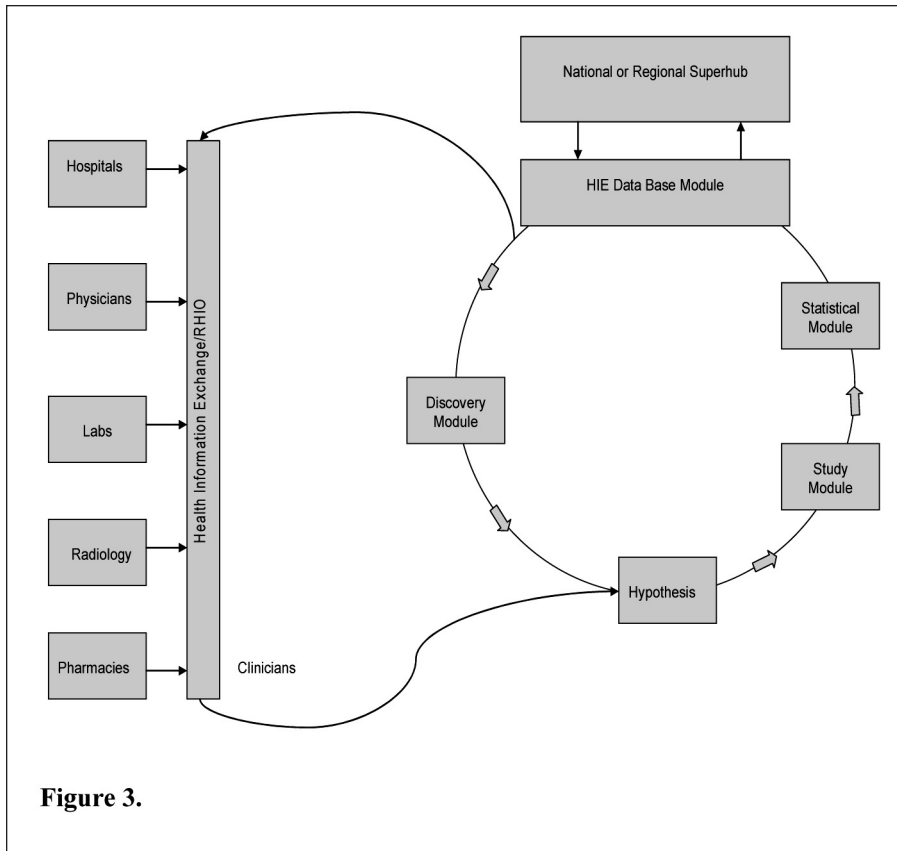 National or Regional Superhub
HIE Data Base Module
Hospitals
Physicians
Labs
Radiology
Pharmacies
Health Information Exchange/RHIO
Clinicians
Discovery
Module
Hypothesis
Study
Module
Statistical
Module
Figure 3.